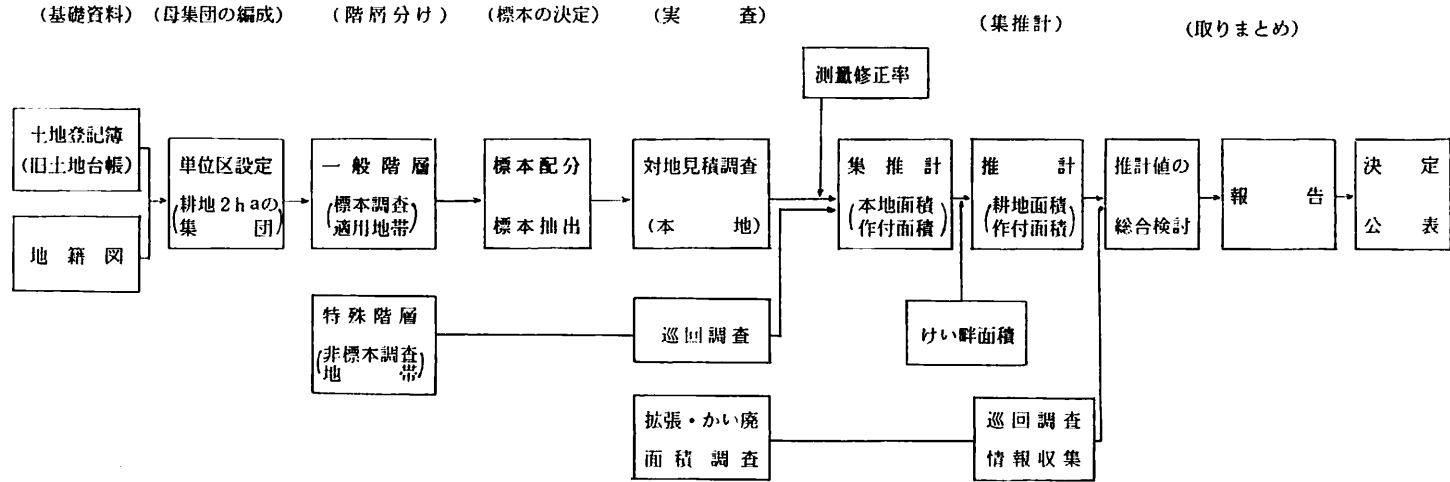 (基礎資料) (母集団の編成) (階層分け) (標本の決定) (実査) (集推計) (取りまとめ)
測量修正率
土地登記簿
(旧土地台帳)
地籍図
単位区設定
(耕地2haの
集団)
一般階層
(標本調査
適用地帯)
標本配分
標本抽出
対地見積調査
(本地)
集推計
(本地面積
作付面積)
推計
(耕地面積
作付面積)
推計値の
総合検討
報告
決定
公表
特殊階層
(非標本調査
地帯)
巡回調査
けい畔面積
拡張・かい廃
面積調査
巡回調査
情報収集